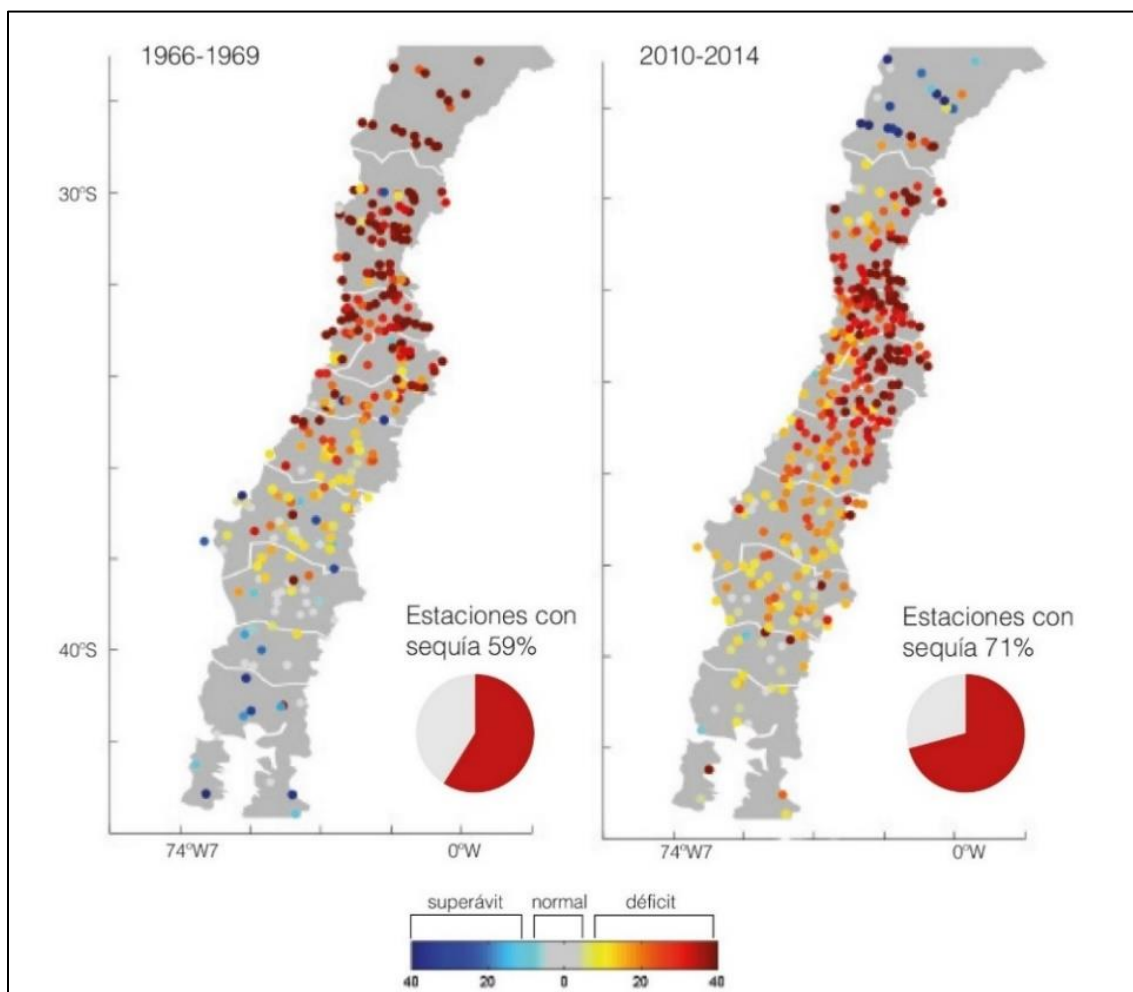 1966-1969
2010-2014
30°S
40°S
Estaciones con
sequía 59%
Estaciones con
sequía 71%
74°W7
0°W
74°W7
0°W
superávit
normal
déficit
40
20
0
20
40